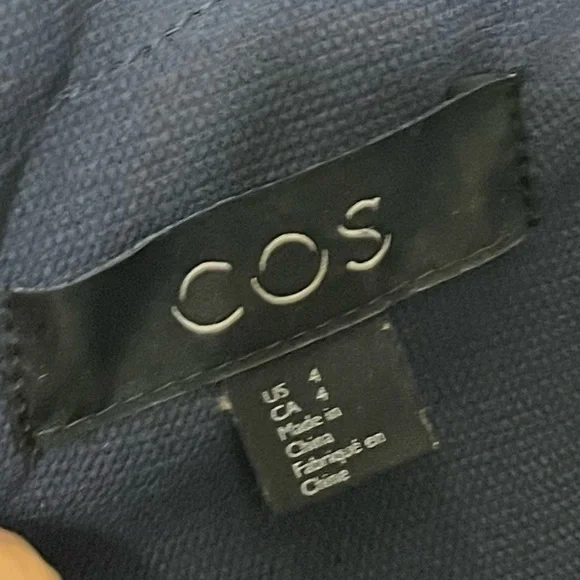 COS
US 4
CA 4
Made in
China
Fabriqué en
Chine